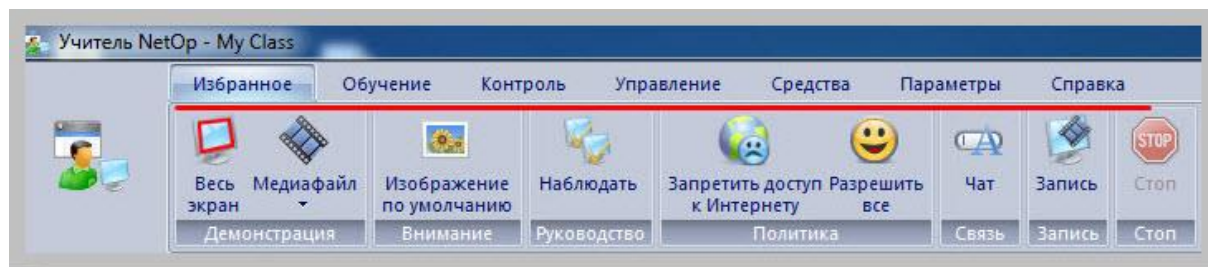 Учитель NetOp - My Class
Избранное Обучение Контроль Управление Средства Параметры Справка
Весь экран Медиафайл Изображение по умолчанию Наблюдать Запретить доступ к Интернету Разрешить все Чат Запись STOP Стоп
Демонстрация Внимание Руководство Политика Связь Запись Стоп